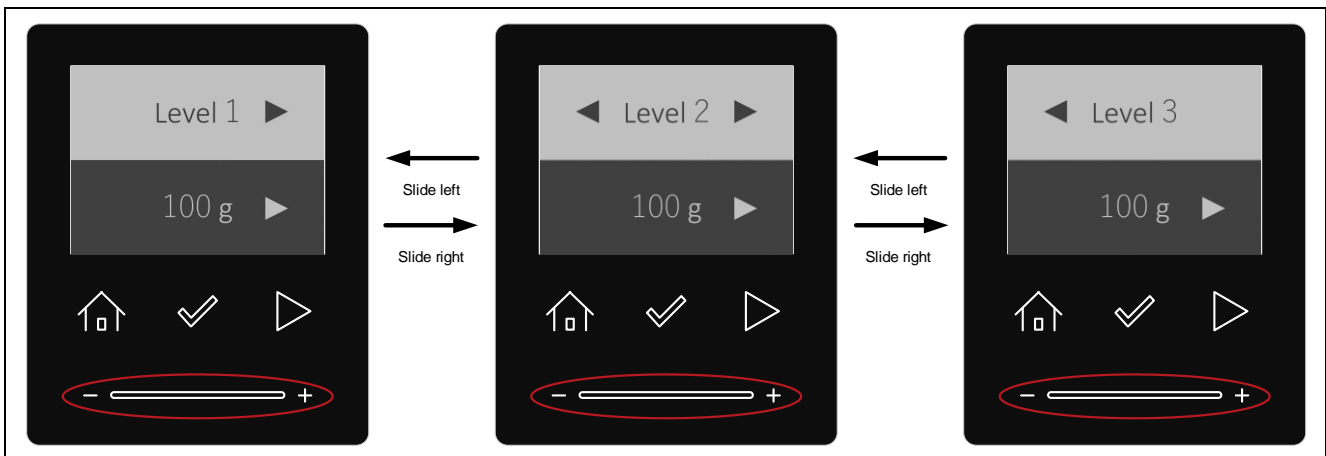 Level 1 ▶
100 g ▶
- +
Slide left
Slide right
◀ Level 2 ▶
100 g ▶
- +
Slide left
Slide right
◀ Level 3
100 g ▶
- +